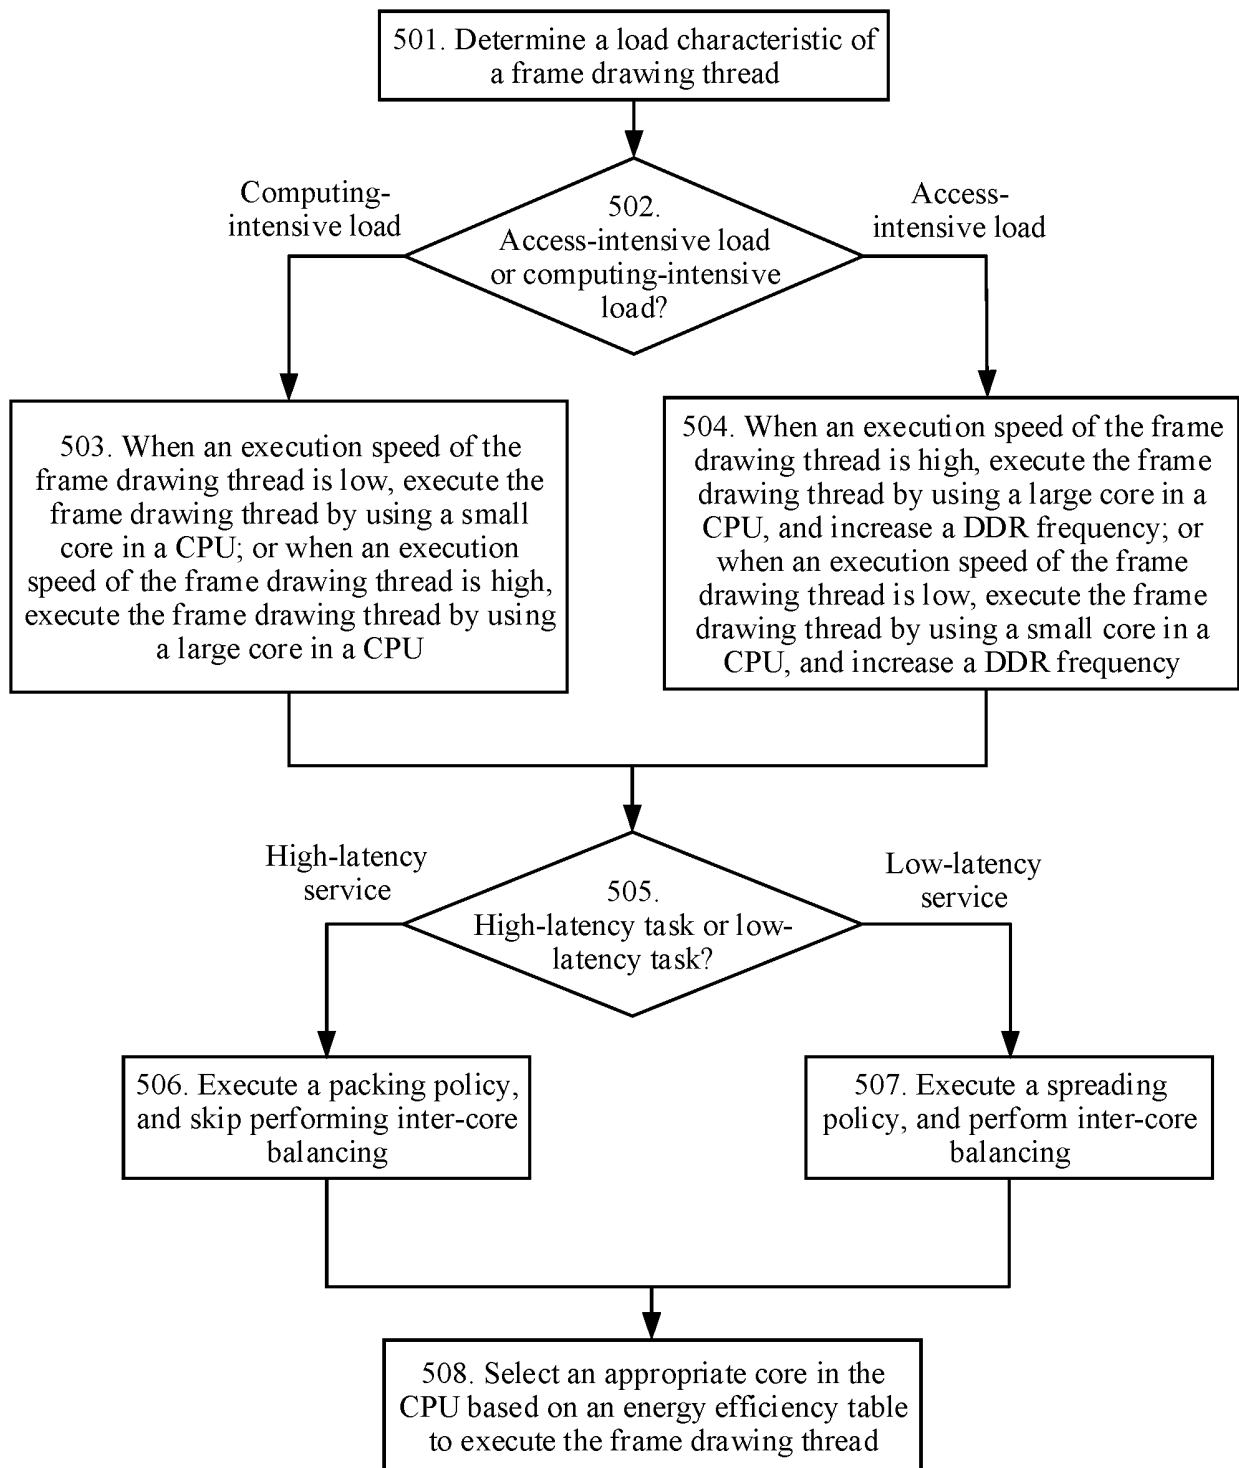 501. Determine a load characteristic of
a frame drawing thread
Computing-
intensive load
502.
Access-intensive load
or computing-intensive
load?
Access-
intensive load
503. When an execution speed of the
frame drawing thread is low, execute the
frame drawing thread by using a small
core in a CPU; or when an execution
speed of the frame drawing thread is high,
execute the frame drawing thread by using
a large core in a CPU
504. When an execution speed of the frame
drawing thread is high, execute the frame
drawing thread by using a large core in a
CPU, and increase a DDR frequency; or
when an execution speed of the frame
drawing thread is low, execute the frame
drawing thread by using a small core in a
CPU, and increase a DDR frequency
High-latency
service
505.
High-latency task or low-
latency task?
Low-latency
service
506. Execute a packing policy,
and skip performing inter-core
balancing
507. Execute a spreading
policy, and perform inter-core
balancing
508. Select an appropriate core in the
CPU based on an energy efficiency table
to execute the frame drawing thread